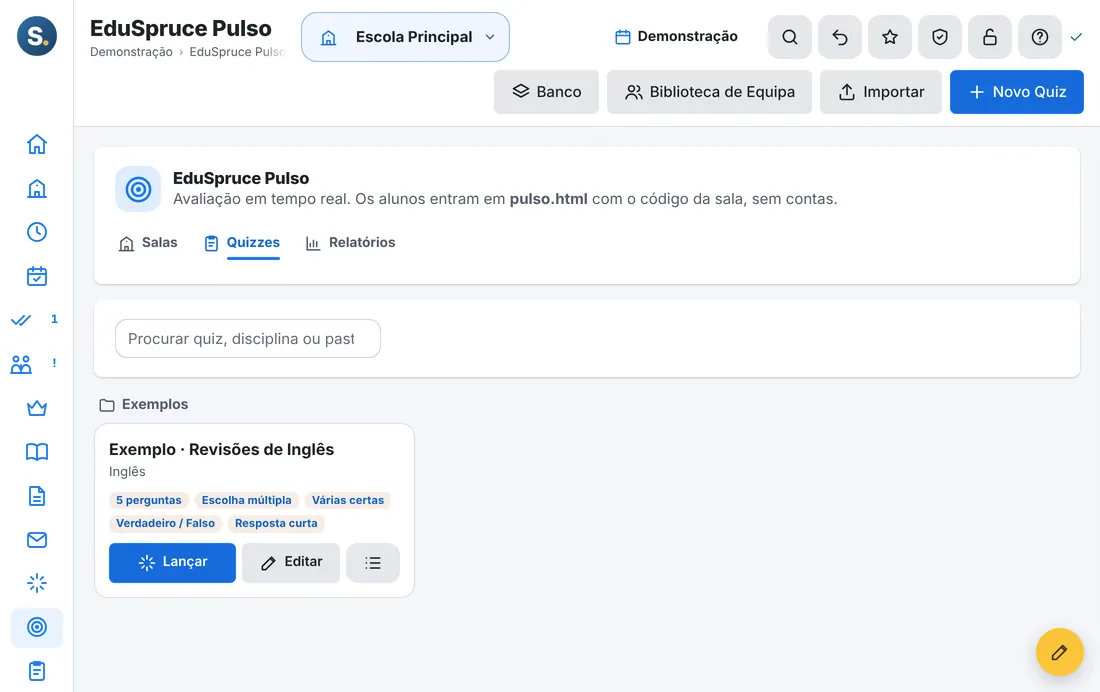 S.
EduSpruce Pulso
Demonstração › EduSpruce Pulso
Escola Principal
Demonstração
Banco
Biblioteca de Equipa
Importar
Novo Quiz
1
!
EduSpruce Pulso
Avaliação em tempo real. Os alunos entram em pulso.html com o código da sala, sem contas.
Salas
Quizzes
Relatórios
Procurar quiz, disciplina ou past
Exemplos
Exemplo · Revisões de Inglês
Inglês
5 perguntas
Escolha múltipla
Várias certas
Verdadeiro / Falso
Resposta curta
Lançar
Editar